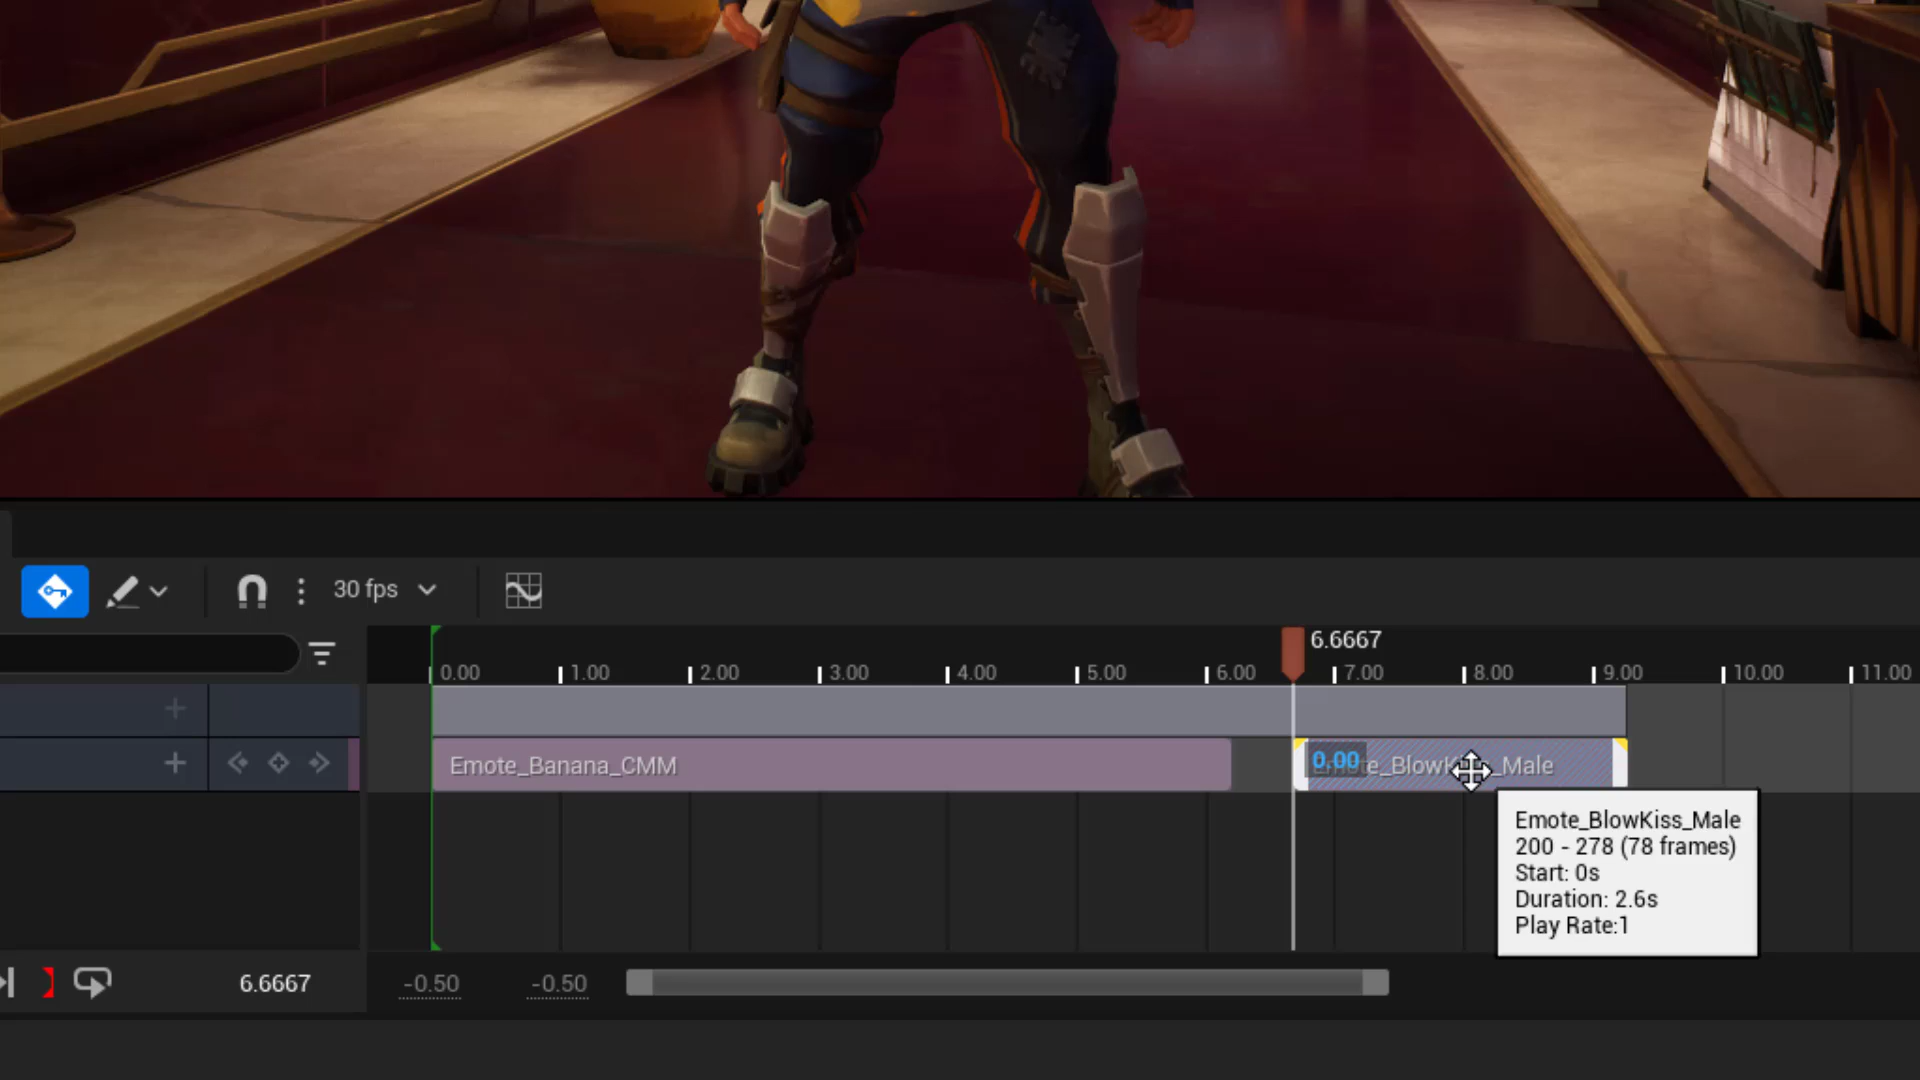 30 fps
6.6667
0.00 1.00 2.00 3.00 4.00 5.00 6.00 7.00 8.00 9.00 10.00 11.00
Emote_Banana_CMM
0.00
Emote_BlowKiss_Male
Emote_BlowKiss_Male
200 - 278 (78 frames)
Start: 0s
Duration: 2.6s
Play Rate:1
6.6667 -0.50 -0.50